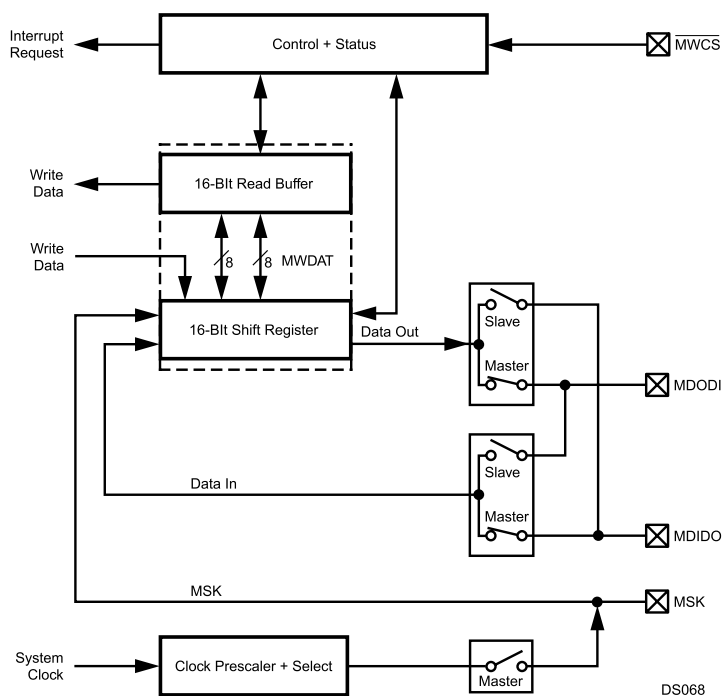 Interrupt
Request
Control + Status
MWCS
Write
Data
16-BIt Read Buffer
Write
Data
8
8
MWDAT
16-BIt Shift Register
Data Out
Slave
Master
MDODI
Slave
Data In
Master
MDIDO
MSK
MSK
System
Clock
Clock Prescaler + Select
Master
DS068